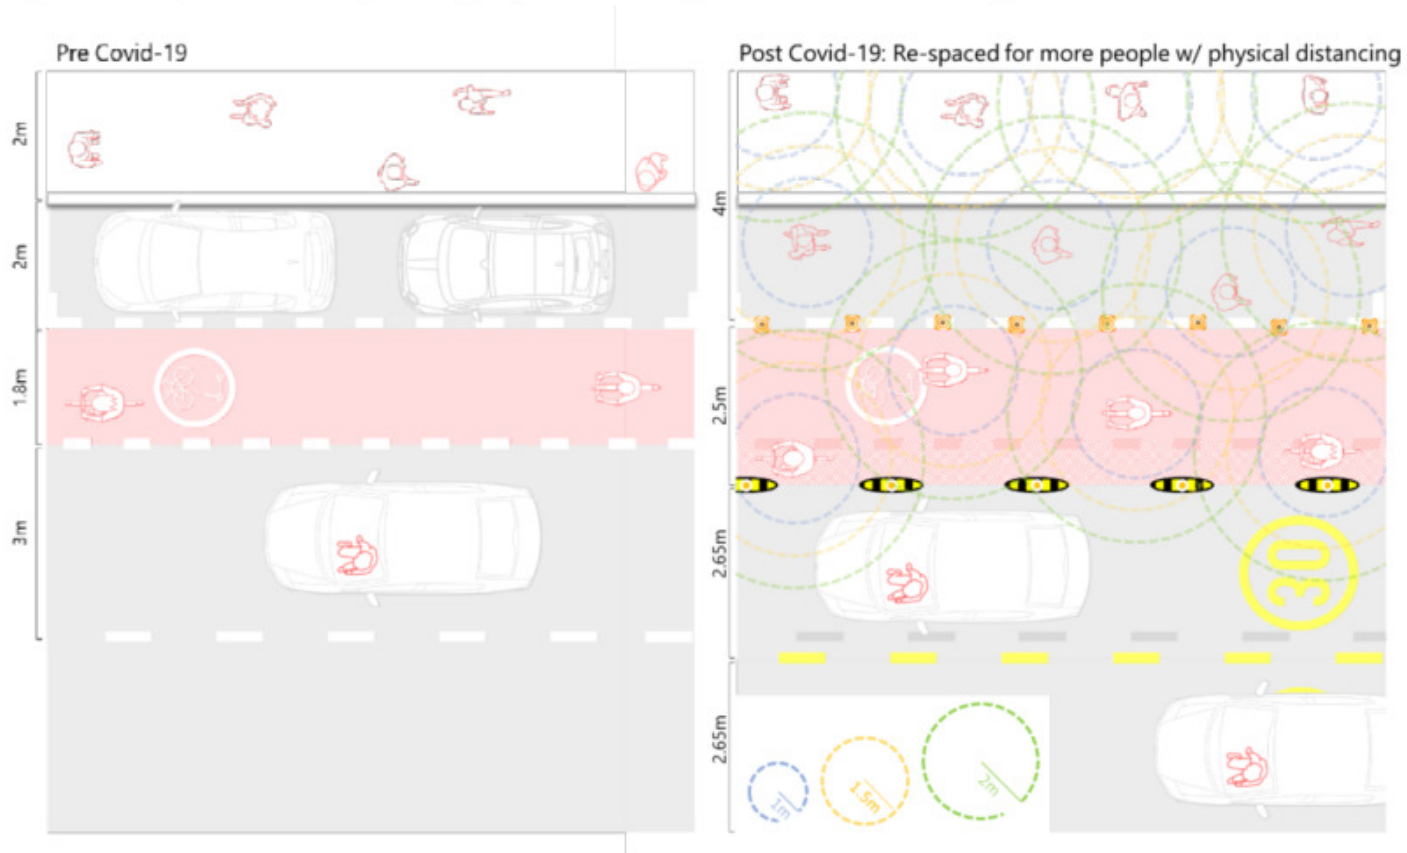 Pre Covid-19
2m
2m
1.8m
3m
Post Covid-19: Re-spaced for more people w/ physical distancing
4m
2.5m
2.65m
30
2.65m
1m
1.5m
2m